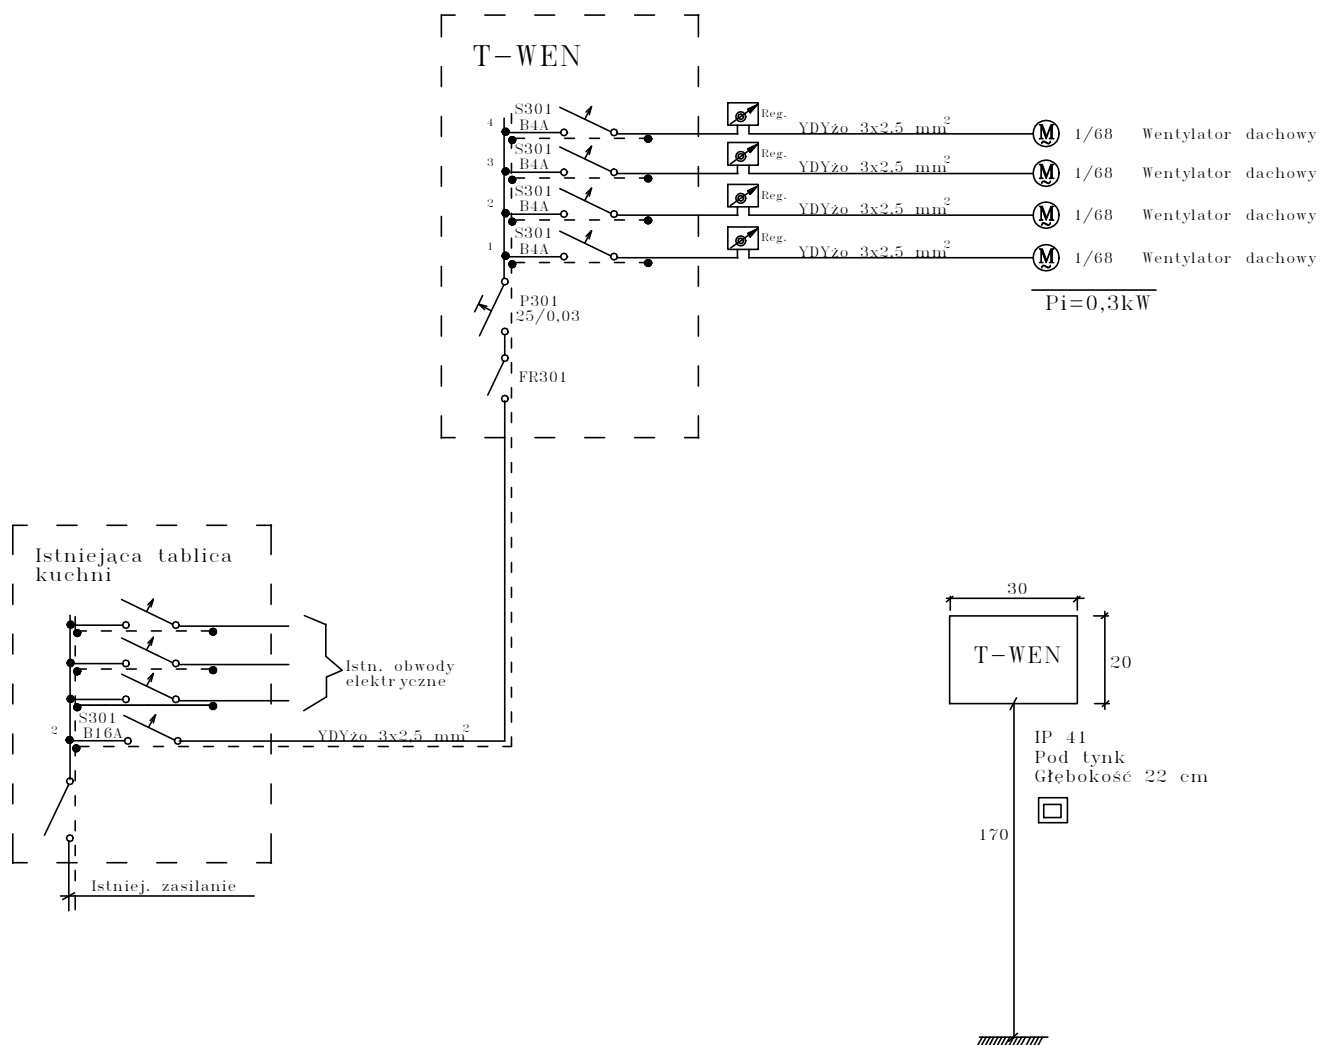 T-WEN
4
S301
B4A
Reg.
YDYżo 3x2,5 mm²
M
1/68 Wentylator dachowy
3
S301
B4A
Reg.
YDYżo 3x2,5 mm²
M
1/68 Wentylator dachowy
2
S301
B4A
Reg.
YDYżo 3x2,5 mm²
M
1/68 Wentylator dachowy
1
S301
B4A
Reg.
YDYżo 3x2,5 mm²
M
1/68 Wentylator dachowy
Pi=0,3kW
P301
25/0,03
FR301
Istniejąca tablica
kuchni
Istn. obwody
elektryczne
2
S301
B16A
YDYżo 3x2,5 mm²
Istniej. zasilanie
30
T-WEN
20
IP 41
Pod tynk
Głębokość 22 cm
170